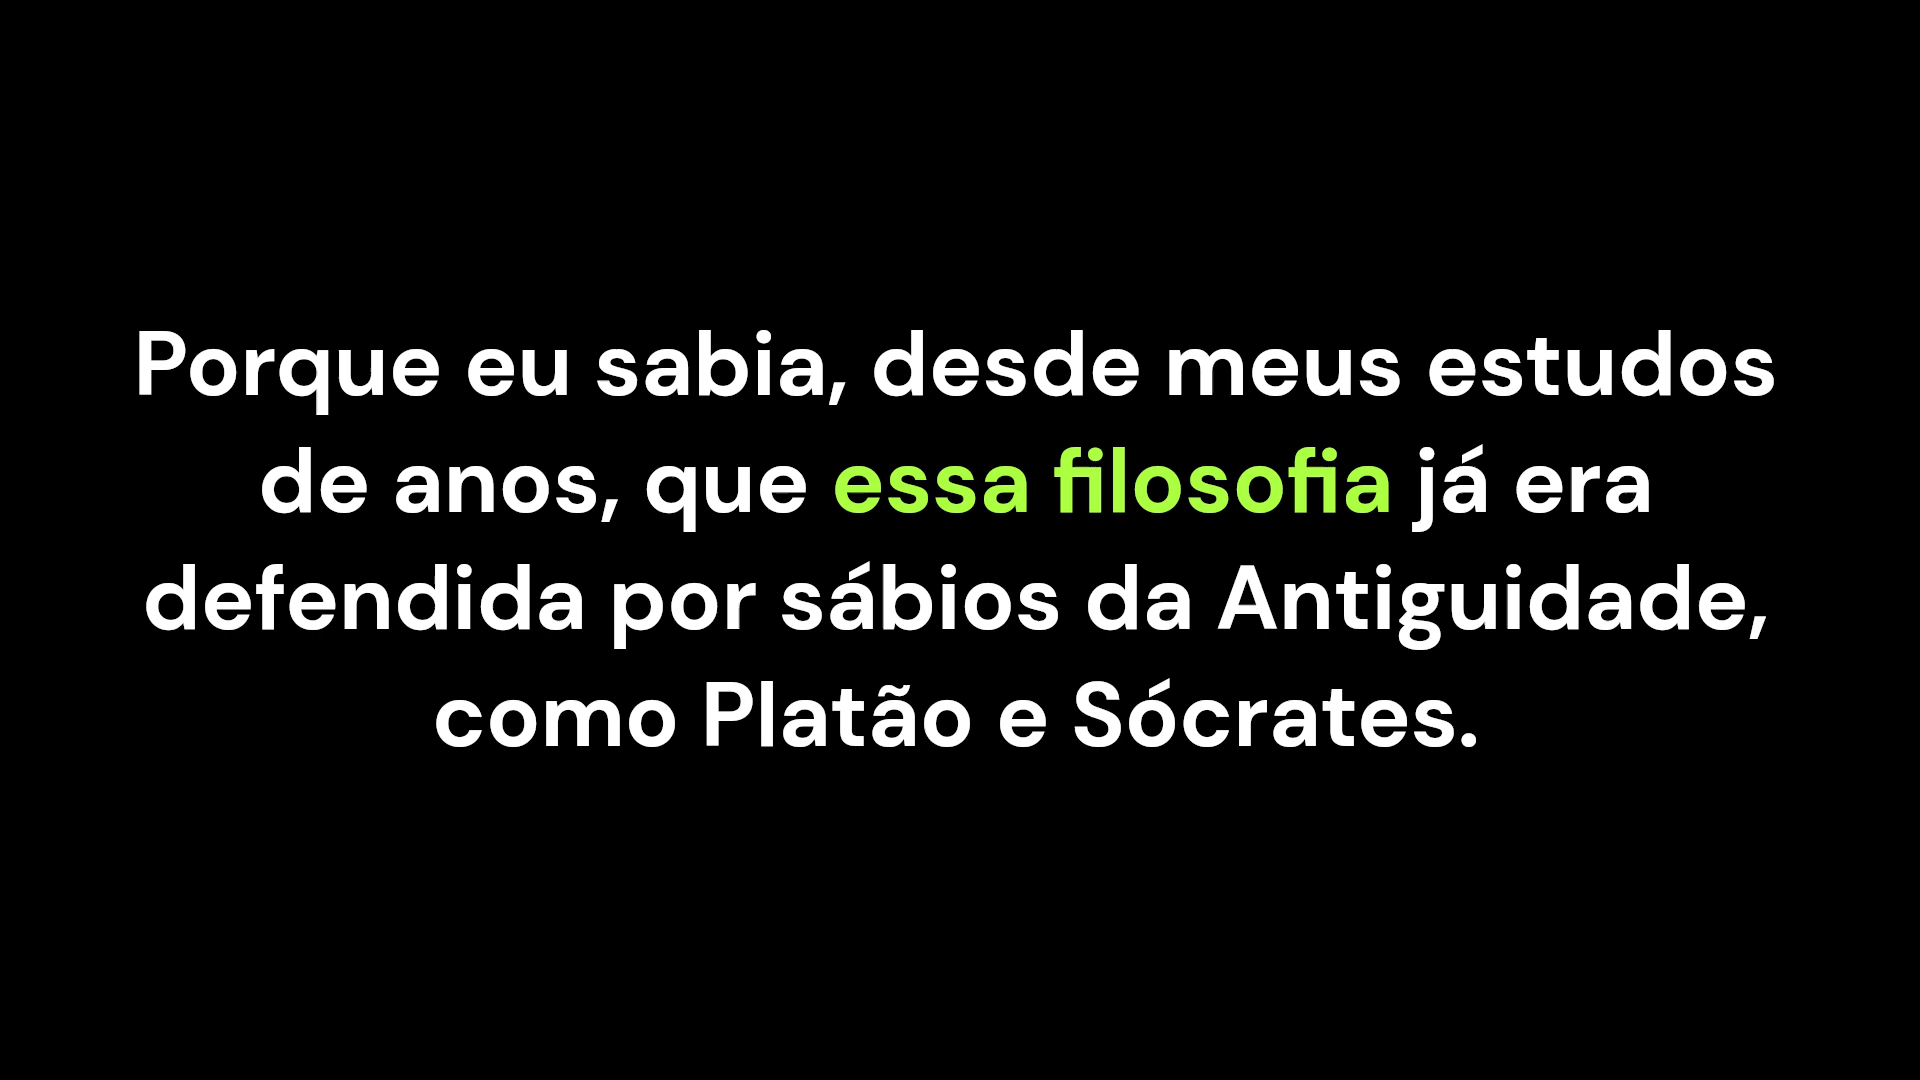 Porque eu sabia, desde meus estudos
de anos, que essa filosofia já era
defendida por sábios da Antiguidade,
como Platão e Sócrates.